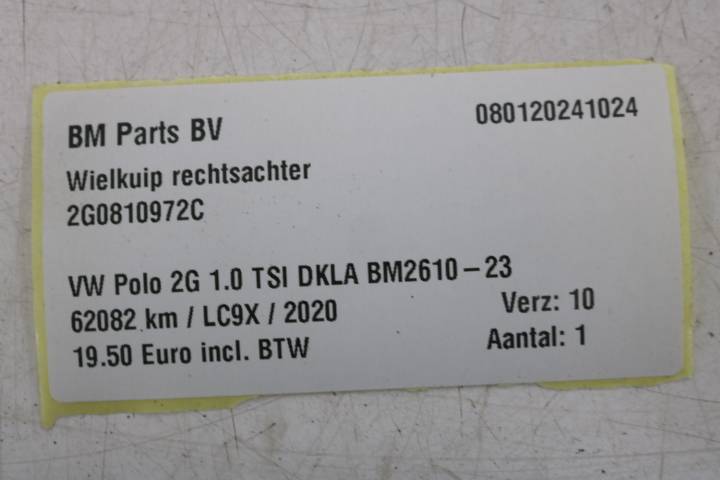 BM Parts BV 080120241024
Wielkuip rechtsachter
2G0810972C
VW Polo 2G 1.0 TSI DKLA BM2610-23
62082 km / LC9X / 2020 Verz: 10
19.50 Euro incl. BTW Aantal: 1